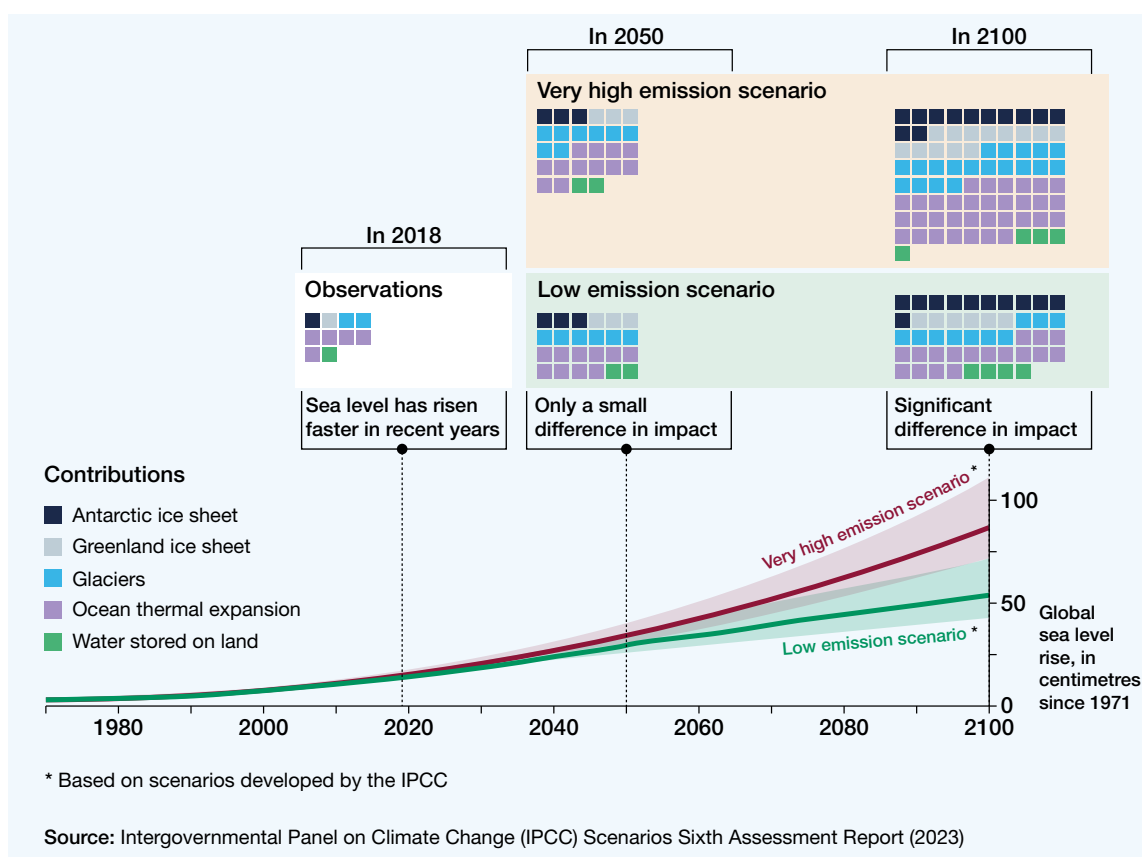 In 2050
In 2100
Very high emission scenario
In 2018
Observations
Low emission scenario
Sea level has risen
faster in recent years
Only a small
difference in impact
Significant
difference in impact
Contributions
Antarctic ice sheet
Greenland ice sheet
Glaciers
Ocean thermal expansion
Water stored on land
Very high emission scenario *
Low emission scenario *
100
50
0
Global
sea level
rise, in
centimetres
since 1971
1980 2000 2020 2040 2060 2080 2100
* Based on scenarios developed by the IPCC
Source: Intergovernmental Panel on Climate Change (IPCC) Scenarios Sixth Assessment Report (2023)